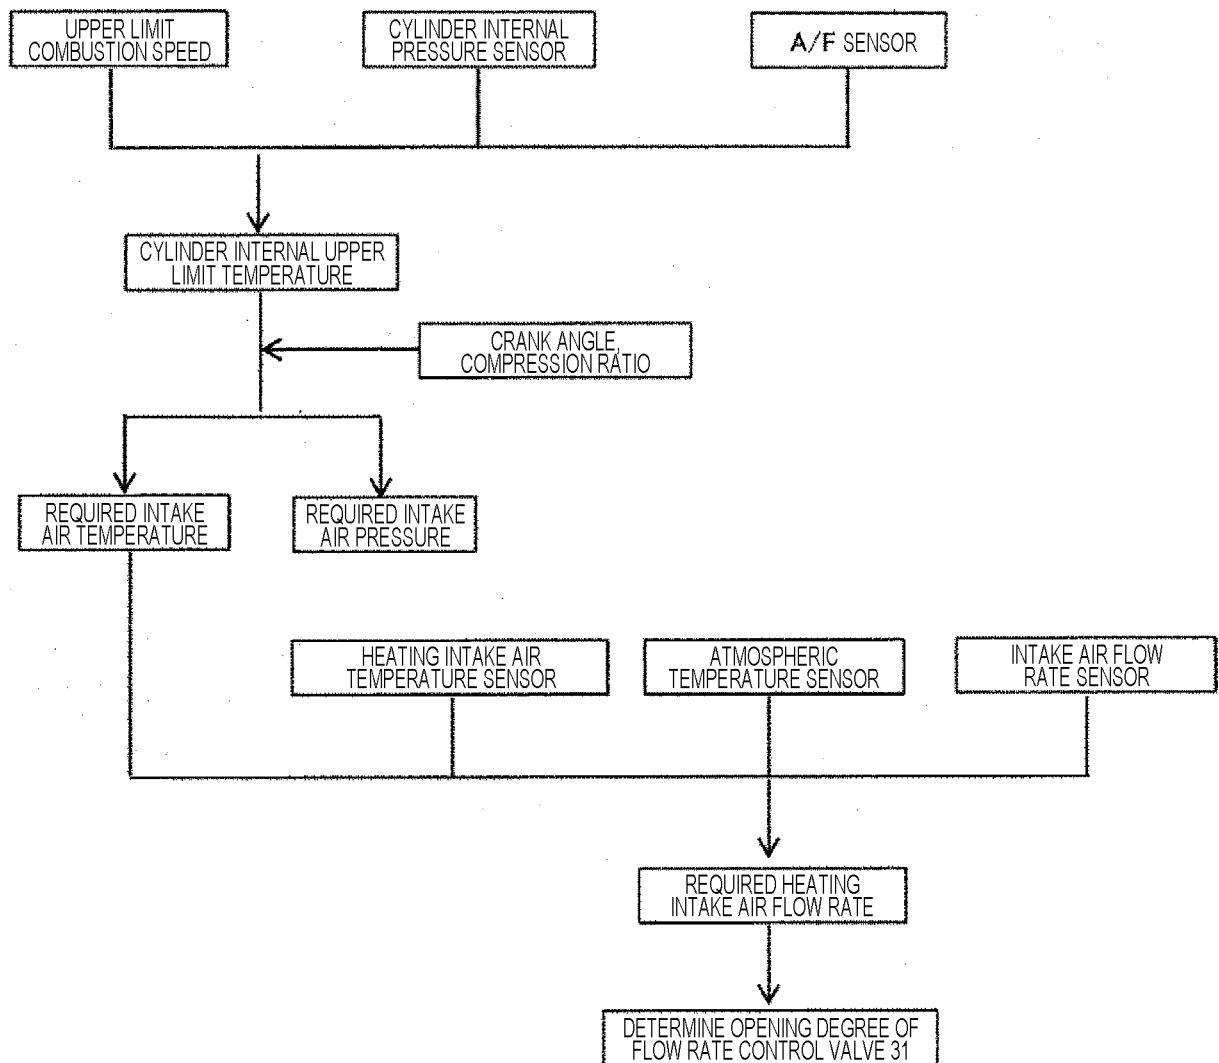 UPPER LIMIT
COMBUSTION SPEED
CYLINDER INTERNAL
PRESSURE SENSOR
A/F SENSOR
CYLINDER INTERNAL UPPER
LIMIT TEMPERATURE
CRANK ANGLE,
COMPRESSION RATIO
REQUIRED INTAKE
AIR TEMPERATURE
REQUIRED INTAKE
AIR PRESSURE
HEATING INTAKE AIR
TEMPERATURE SENSOR
ATMOSPHERIC
TEMPERATURE SENSOR
INTAKE AIR FLOW
RATE SENSOR
REQUIRED HEATING
INTAKE AIR FLOW RATE
DETERMINE OPENING DEGREE OF
FLOW RATE CONTROL VALVE 31